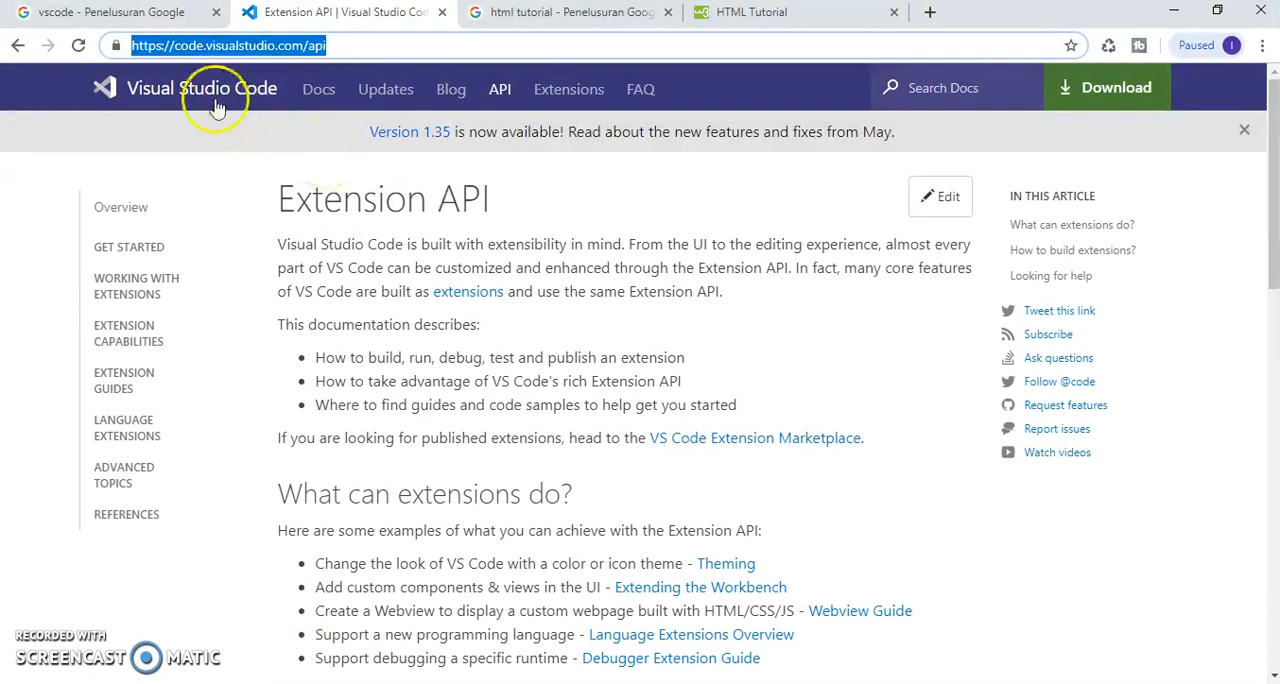 vscode - Penelusuran Google
Extension API | Visual Studio Cod
html tutorial - Penelusuran Goog
HTML Tutorial
https://code.visualstudio.com/api
Paused I
Visual Studio Code
Docs
Updates
Blog
API
Extensions
FAQ
Search Docs
Download
Version 1.35 is now available! Read about the new features and fixes from May.
Overview
GET STARTED
WORKING WITH
EXTENSIONS
EXTENSION
CAPABILITIES
EXTENSION
GUIDES
LANGUAGE
EXTENSIONS
ADVANCED
TOPICS
REFERENCES
Extension API
Edit
Visual Studio Code is built with extensibility in mind. From the UI to the editing experience, almost every
part of VS Code can be customized and enhanced through the Extension API. In fact, many core features
of VS Code are built as extensions and use the same Extension API.
This documentation describes:
• How to build, run, debug, test and publish an extension
• How to take advantage of VS Code's rich Extension API
• Where to find guides and code samples to help get you started
If you are looking for published extensions, head to the VS Code Extension Marketplace.
What can extensions do?
Here are some examples of what you can achieve with the Extension API:
• Change the look of VS Code with a color or icon theme - Theming
• Add custom components & views in the UI - Extending the Workbench
• Create a Webview to display a custom webpage built with HTML/CSS/JS - Webview Guide
• Support a new programming language - Language Extensions Overview
• Support debugging a specific runtime - Debugger Extension Guide
IN THIS ARTICLE
What can extensions do?
How to build extensions?
Looking for help
Tweet this link
Subscribe
Ask questions
Follow @code
Request features
Report issues
Watch videos
RECORDED WITH
SCREENCAST MATIC